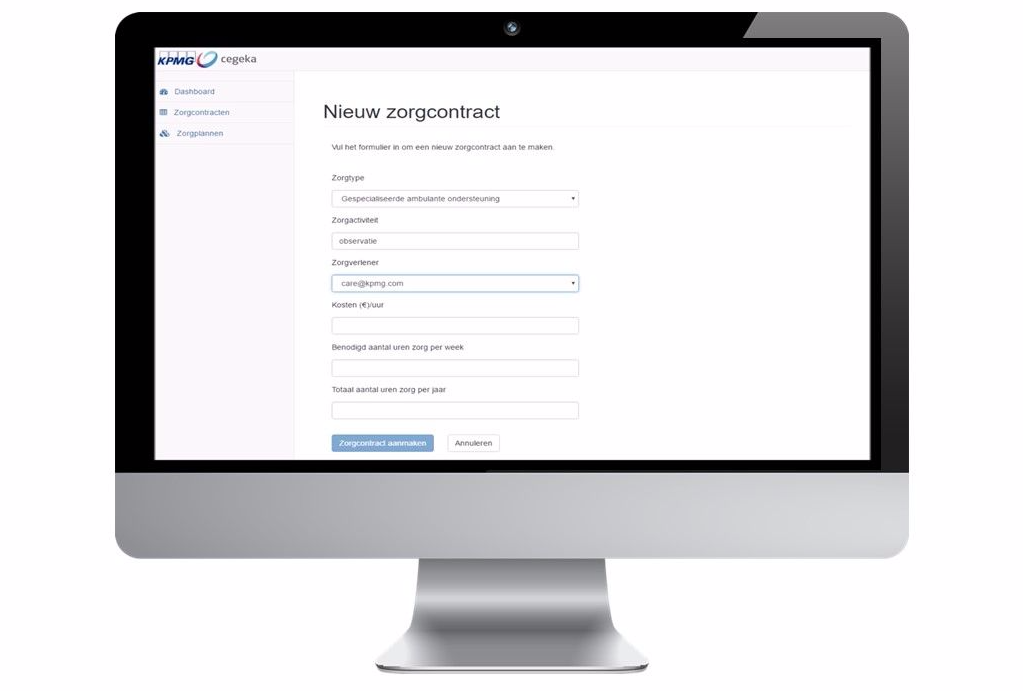 KPMG cegeka
Dashboard
Zorgcontracten
Zorgplannen
Nieuw zorgcontract
Vul het formulier in om een nieuw zorgcontract aan te maken.
Zorgtype
Gespecialiseerde ambulante ondersteuning
Zorgactiviteit
observatie
Zorgverlener
care@kpmg.com
Kosten (€)/uur
Benodigd aantal uren zorg per week
Totaal aantal uren zorg per jaar
Zorgcontract aanmaken Annuleren